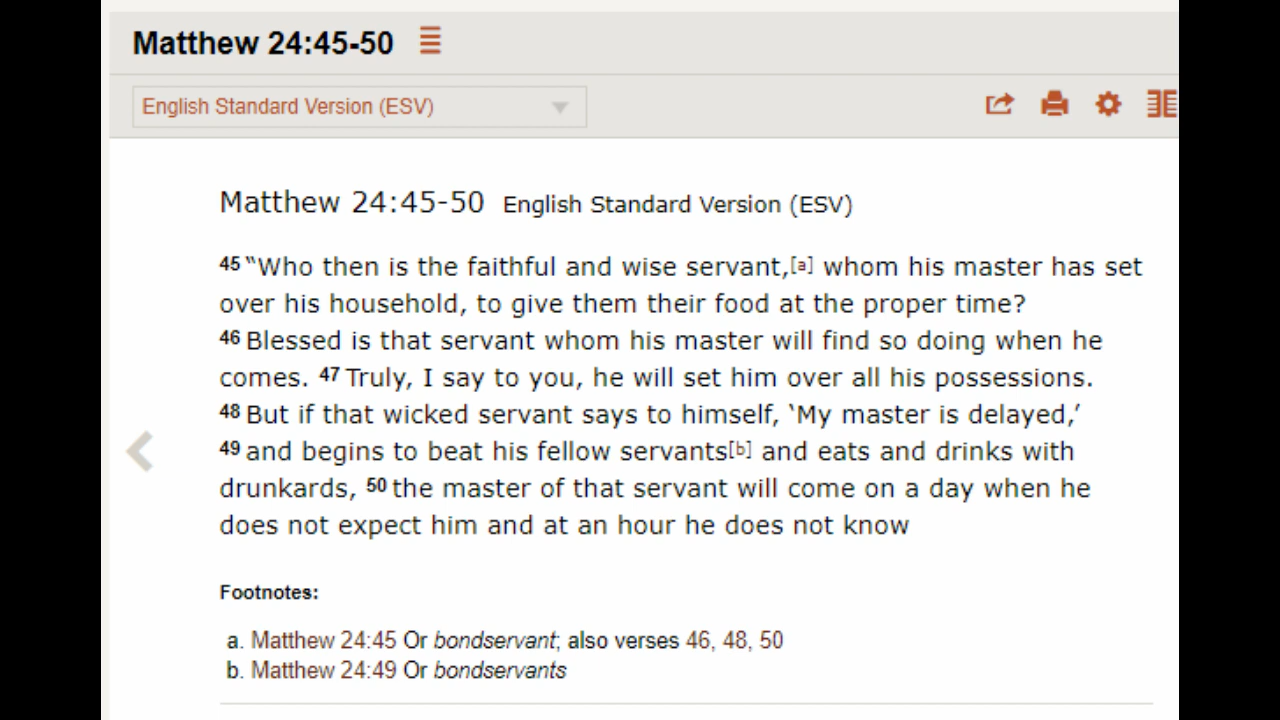 Matthew 24:45-50
English Standard Version (ESV)
Matthew 24:45-50 English Standard Version (ESV)
45 “Who then is the faithful and wise servant,[a] whom his master has set
over his household, to give them their food at the proper time?
46 Blessed is that servant whom his master will find so doing when he
comes. 47 Truly, I say to you, he will set him over all his possessions.
48 But if that wicked servant says to himself, ‘My master is delayed,’
49 and begins to beat his fellow servants[b] and eats and drinks with
drunkards, 50 the master of that servant will come on a day when he
does not expect him and at an hour he does not know
Footnotes:
a. Matthew 24:45 Or bondservant; also verses 46, 48, 50
b. Matthew 24:49 Or bondservants